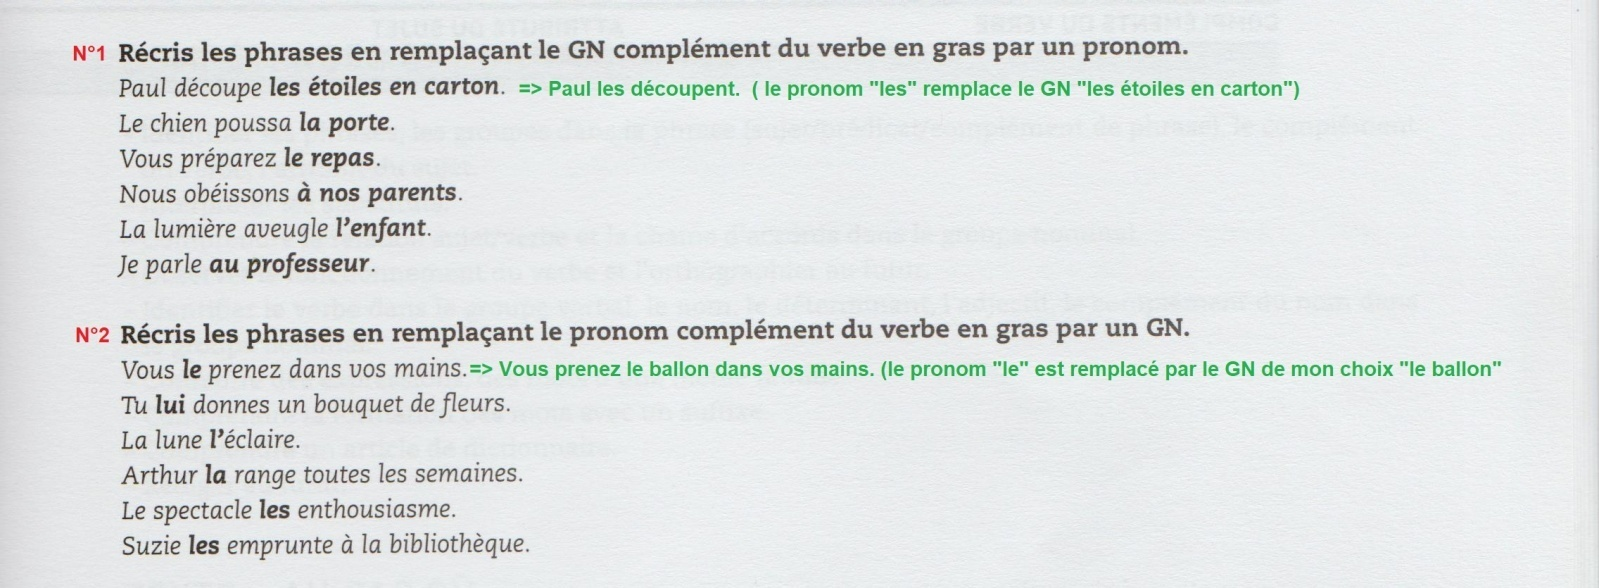 N°1 Récris les phrases en remplaçant le GN complément du verbe en gras par un pronom.
Paul découpe les étoiles en carton. => Paul les découpent. ( le pronom "les" remplace le GN "les étoiles en carton")
Le chien poussa la porte.
Vous préparez le repas.
Nous obéissons à nos parents.
La lumière aveugle l'enfant.
Je parle au professeur.
N°2 Récris les phrases en remplaçant le pronom complément du verbe en gras par un GN.
Vous le prenez dans vos mains.=> Vous prenez le ballon dans vos mains. (le pronom "le" est remplacé par le GN de mon choix "le ballon"
Tu lui donnes un bouquet de fleurs.
La lune l'éclaire.
Arthur la range toutes les semaines.
Le spectacle les enthousiasme.
Suzie les emprunte à la bibliothèque.